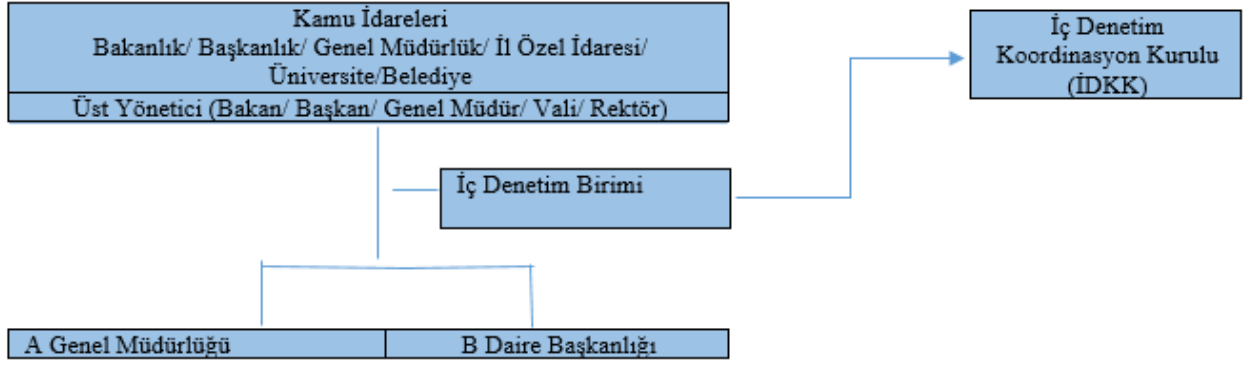 Kamu İdareleri
Bakanlık/ Başkanlık/ Genel Müdürlük/ İl Özel İdaresi/
Üniversite/Belediye
Üst Yönetici (Bakan/ Başkan/ Genel Müdür/ Vali/ Rektör)
İç Denetim
Koordinasyon Kurulu
(İDKK)
İç Denetim Birimi
A Genel Müdürlüğü
B Daire Başkanlığı